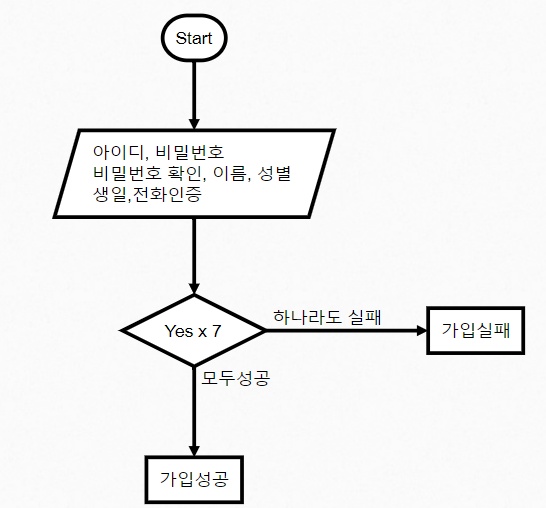 Start
아이디, 비밀번호
비밀번호 확인, 이름, 성별
생일,전화인증
Yes x 7
하나라도 실패
가입실패
모두성공
가입성공